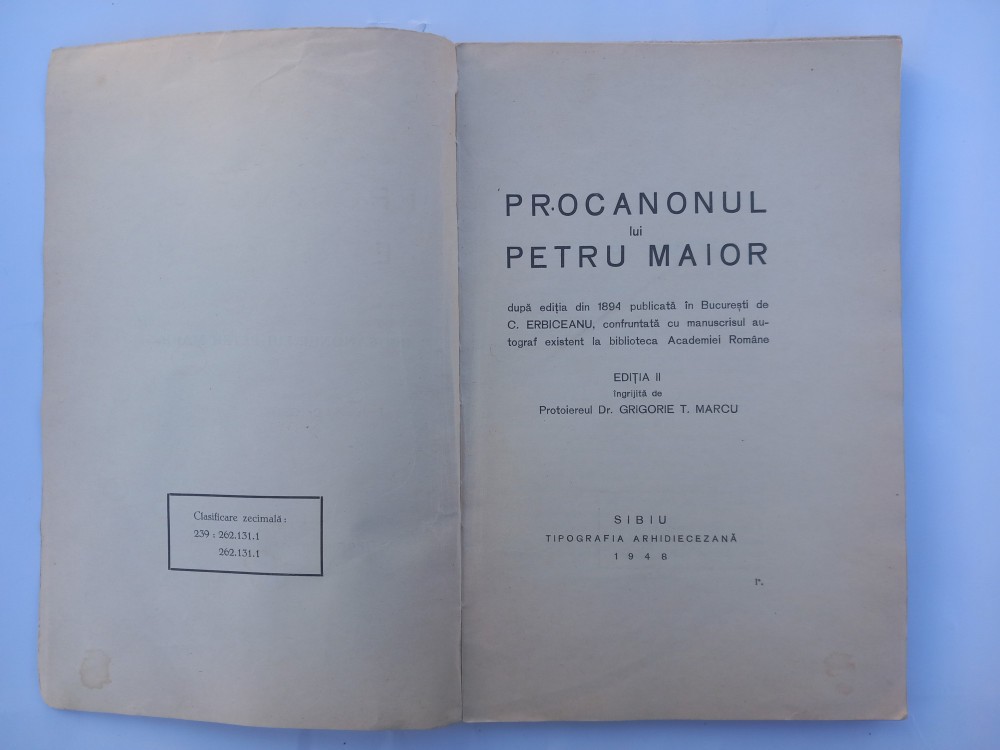 Clasificare zecimală:
239 : 262.131.1
262.131.1
PROCANONUL
lui
PETRU MAIOR
după ediția din 1894 publicată în București de
C. ERBICEANU, confruntată cu manuscrisul au-
tograf existent la biblioteca Academiei Române
EDIȚIA II
îngrijită de
Protoiereul Dr. GRIGORIE T. MARCU
SIBIU
TIPOGRAFIA ARHIDIECEZANĂ
1948